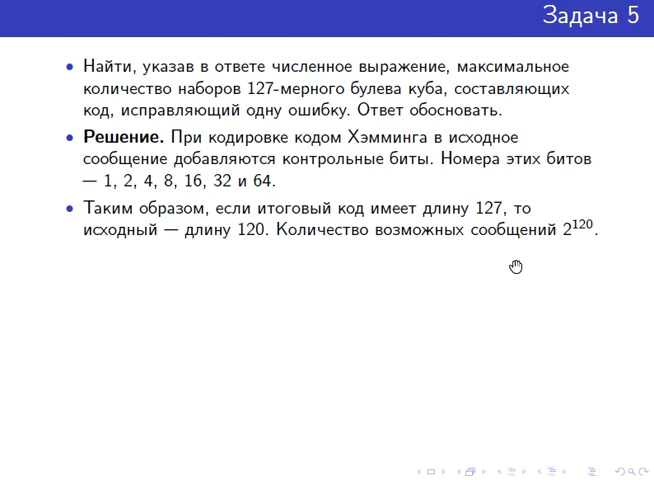 Задача 5
• Найти, указав в ответе численное выражение, максимальное
количество наборов 127-мерного булева куба, составляющих
код, исправляющий одну ошибку. Ответ обосновать.
• Решение. При кодировке кодом Хэмминга в исходное
сообщение добавляются контрольные биты. Номера этих битов
— 1, 2, 4, 8, 16, 32 и 64.
• Таким образом, если итоговый код имеет длину 127, то
исходный — длину 120. Количество возможных сообщений 2¹²⁰.